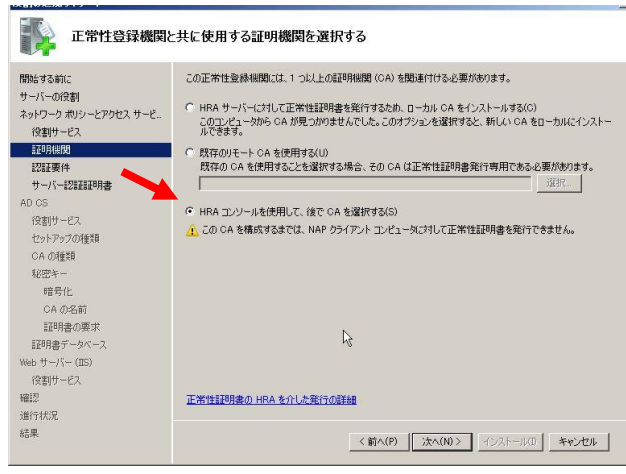 正常性登録機関と共に使用する証明機関を選択する
開始する前に
サーバーの役割
ネットワーク ポリシーとアクセス サービ...
役割サービス
証明機関
認証要件
サーバー認証証明書
AD CS
役割サービス
セットアップの種類
CA の種類
秘密キー
暗号化
CA の名前
証明書の要求
証明書データベース
Web サーバー (IIS)
役割サービス
確認
進行状況
結果
この正常性登録機関には、1 つ以上の証明機関 (CA) を関連付ける必要があります。
HRA サーバーに対して正常性証明書を発行するため、ローカル CA をインストールする(C)
このコンピュータから CA が見つかりませんでした。このオプションを選択すると、新しい CA をローカルにインストー
ルできます。
既存のリモート CA を使用する(U)
既存の CA を使用することを選択する場合、その CA は正常性証明書発行専用である必要があります。
選択...
HRA コンソールを使用して、後で CA を選択する(S)
この CA を構成するまでは、NAP クライアント コンピュータに対して正常性証明書を発行できません。
正常性証明書の HRA を介した発行の詳細
< 前へ(P) 次へ(N) > インストール(I) キャンセル